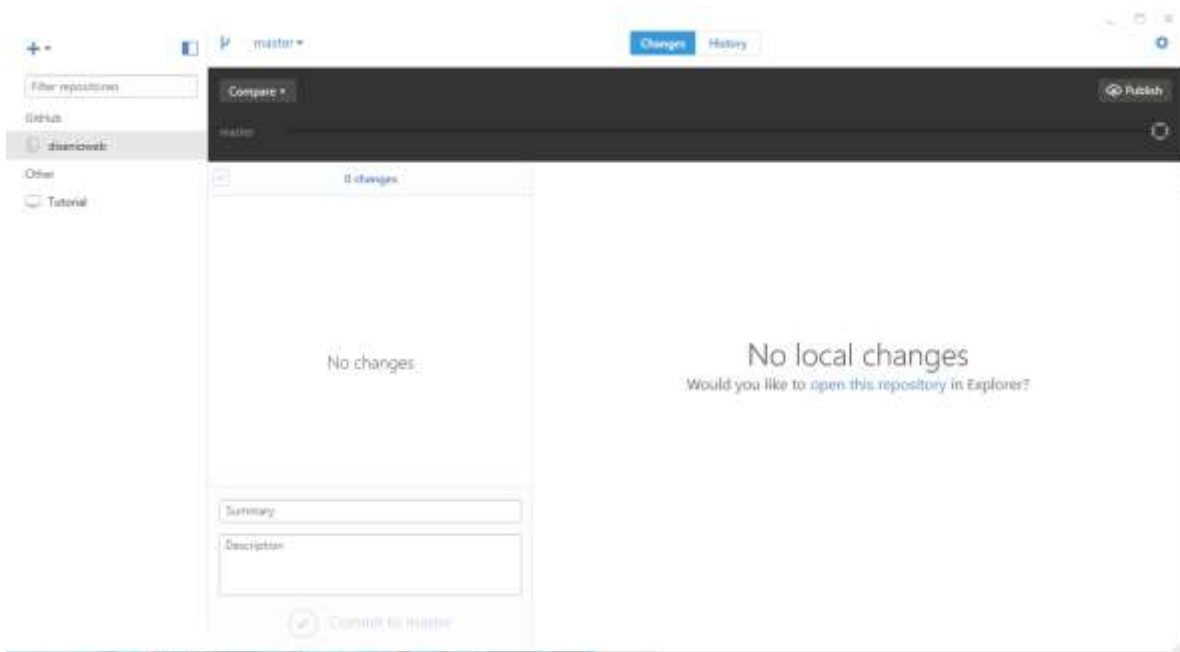 master
Changes History
Filter repositories
Compare
Publish
GitHub
master
disenioweb
Other
0 changes
Tutorial
No changes
No local changes
Would you like to open this repository in Explorer?
Summary
Description
Commit to master